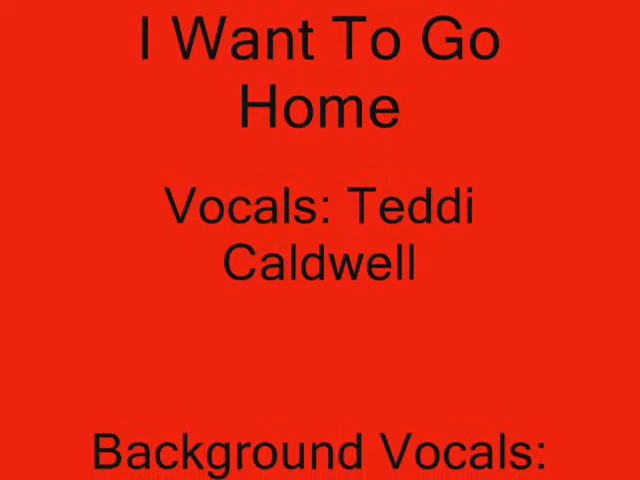 I Want To Go
Home
Vocals: Teddi
Caldwell
Background Vocals: